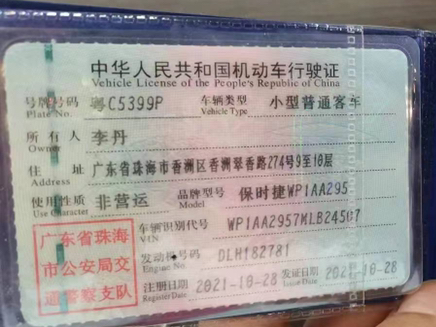 中华人民共和国机动车行驶证
Vehicle License of the People's Republic of China
号牌号码 粤C5399P 车辆类型 小型普通客车
Plate No. Vehicle Type
所有人 李丹
Owner
住址 广东省珠海市香洲区香洲翠香路274号9至10层
Address
使用性质 非营运 品牌型号 保时捷WP1AA295
Use Character Model
广东省珠海 车辆识别代号 WP1AA2957MLB24507
VIN
市公安局交 发动机号码 DLH182781
Engine No.
通警察支队 注册日期 2021-10-28 发证日期 2021-10-28
Register Date Issue Date